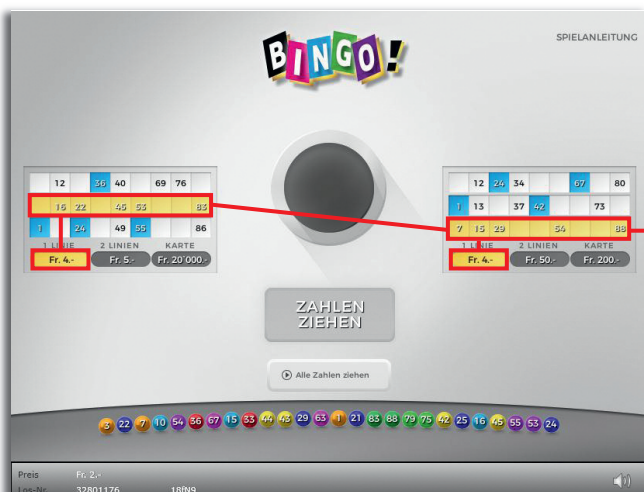 BINGO!
SPIELANLEITUNG
12 36 40 69 76
16 22 45 53 83
1 24 49 55 86
1 LINIE 2 LINIEN KARTE
Fr. 4.- Fr. 5.- Fr. 20'000.-
12 24 34 67 80
1 13 37 42 73
7 15 29 54 88
1 LINIE 2 LINIEN KARTE
Fr. 4.- Fr. 50.- Fr. 200.-
ZAHLEN
ZIEHEN
Alle Zahlen ziehen
3 22 7 10 54 36 67 15 33 44 43 29 63 1 21 83 88 79 75 42 25 16 45 55 53 24
Preis Fr. 2.-
Los-Nr. 32801176 18fN9